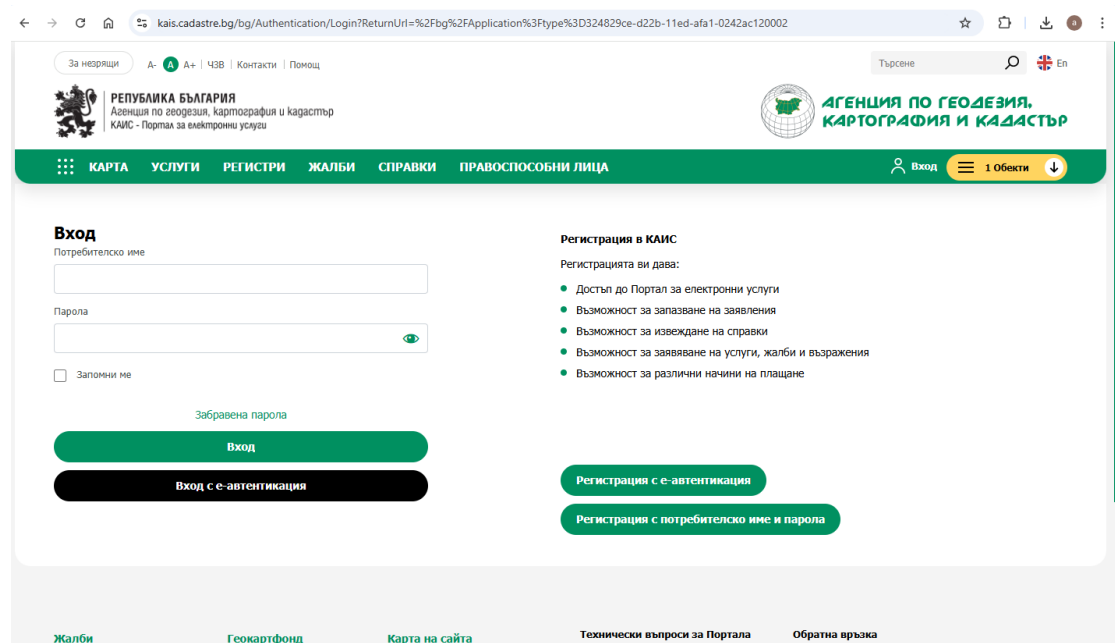 kais.cadastre.bg/bg/Authentication/Login?ReturnUrl=%2Fbg%2FApplication%3Ftype%3D324829ce-d22b-11ed-afa1-0242ac120002
a
За незрящи
A- A A+ | ЧЗВ | Контакти | Помощ
Търсене
En
РЕПУБЛИКА БЪЛГАРИЯ
Агенция по геодезия, картография и кадастър
КАИС - Портал за електронни услуги
АГЕНЦИЯ ПО ГЕОДЕЗИЯ,
КАРТОГРАФИЯ И КАДАСТЪР
КАРТА УСЛУГИ РЕГИСТРИ ЖАЛБИ СПРАВКИ ПРАВОСПОСОБНИ ЛИЦА
Вход
1 Обекти
Вход
Потребителско име
Парола
Запомни ме
Забравена парола
Вход
Вход с е-автентикация
Регистрация в КАИС
Регистрацията ви дава:
Достъп до Портал за електронни услуги
Възможност за запазване на заявления
Възможност за извеждане на справки
Възможност за заявяване на услуги, жалби и възражения
Възможност за различни начини на плащане
Регистрация с е-автентикация
Регистрация с потребителско име и парола
Жалби
Геокартфонд
Карта на сайта
Технически въпроси за Портала
Обратна връзка